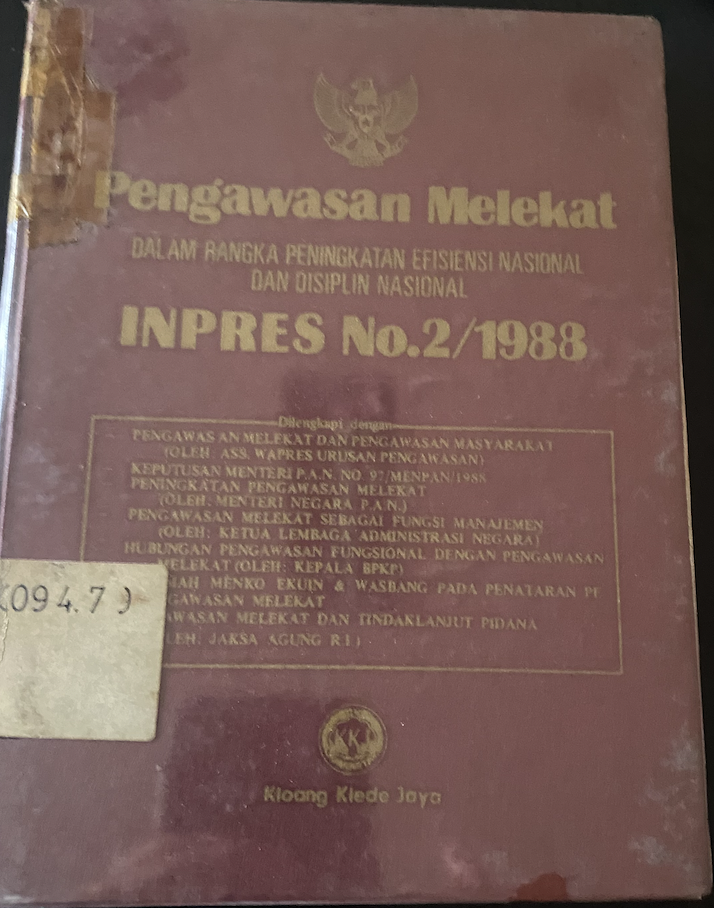 Pengawasan Melekat
DALAM RANGKA PENINGKATAN EFISIENSI NASIONAL
DAN DISIPLIN NASIONAL
INPRES No.2/1988
Dilengkapi dengan
- PENGAWASAN MELEKAT DAN PENGAWASAN MASYARAKAT
(OLEH: ASS. WAPRES URUSAN PENGAWASAN)
- KEPUTUSAN MENTERI P.A.N. NO. 97/MENPAN/1988
PENINGKATAN PENGAWASAN MELEKAT
(OLEH: MENTERI NEGARA P.A.N.)
PENGAWASAN MELEKAT SEBAGAI FUNGSI MANAJEMEN
(OLEH: KETUA LEMBAGA ADMINISTRASI NEGARA)
HUBUNGAN PENGAWASAN FUNGSIONAL DENGAN PENGAWASAN
MELEKAT (OLEH: KEPALA BPKP)
MENKO EKUIN & WASBANG PADA PENATARAN
MELEKAT
MELEKAT DAN TINDAKLANJUT PIDANA
JAKSA AGUNG R.I.)
(094.7)
KKJ
Kloang Klede Jaya